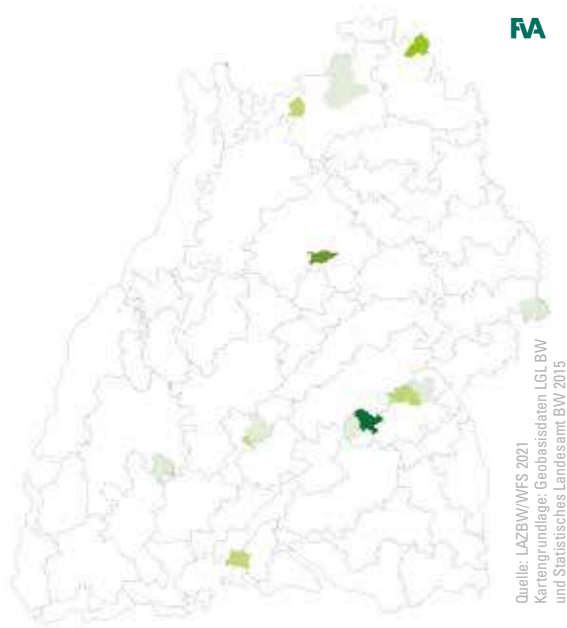 FVA
Quelle: LAZBW/WFS 2021
Kartengrundlage: Geobasisdaten LGL BW
und Statistisches Landesamt BW 2015